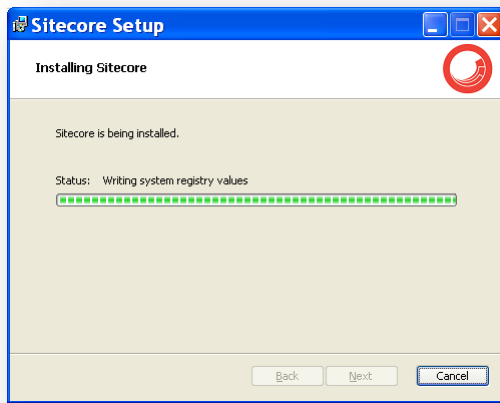 Sitecore Setup
Installing Sitecore
Sitecore is being installed.
Status: Writing system registry values
Back Next Cancel